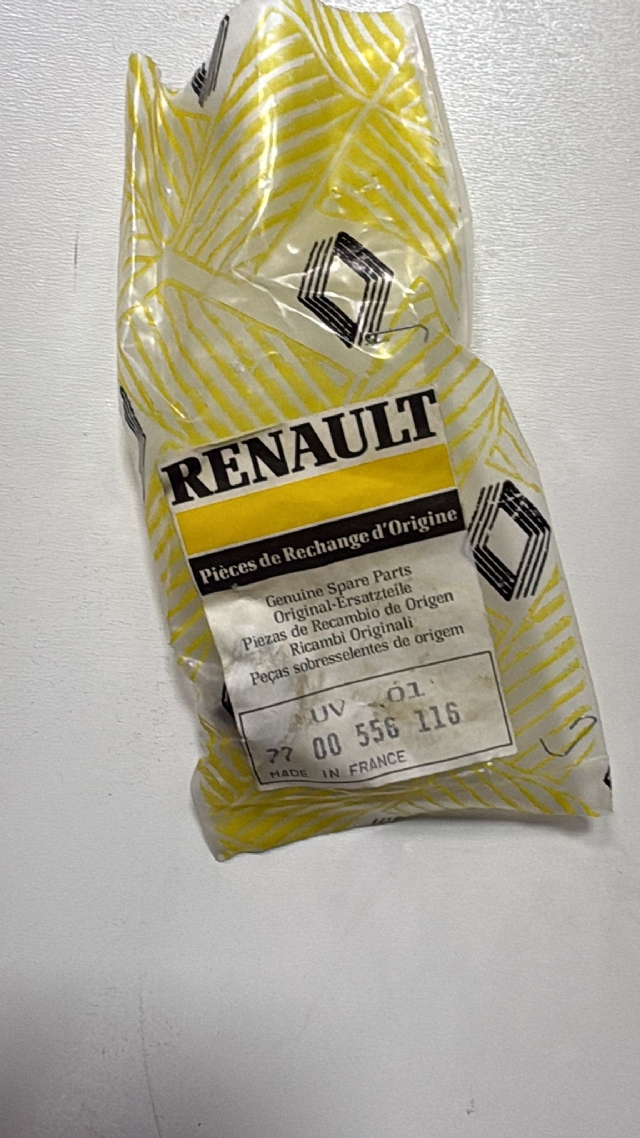 RENAULT
Pièces de Rechange d'Origine
Genuine Spare Parts
Original-Ersatzteile
Piezas de Recambio de Origen
Ricambi Originali
Peças sobresselentes de origem
UV 01
77 00 556 116
MADE IN FRANCE